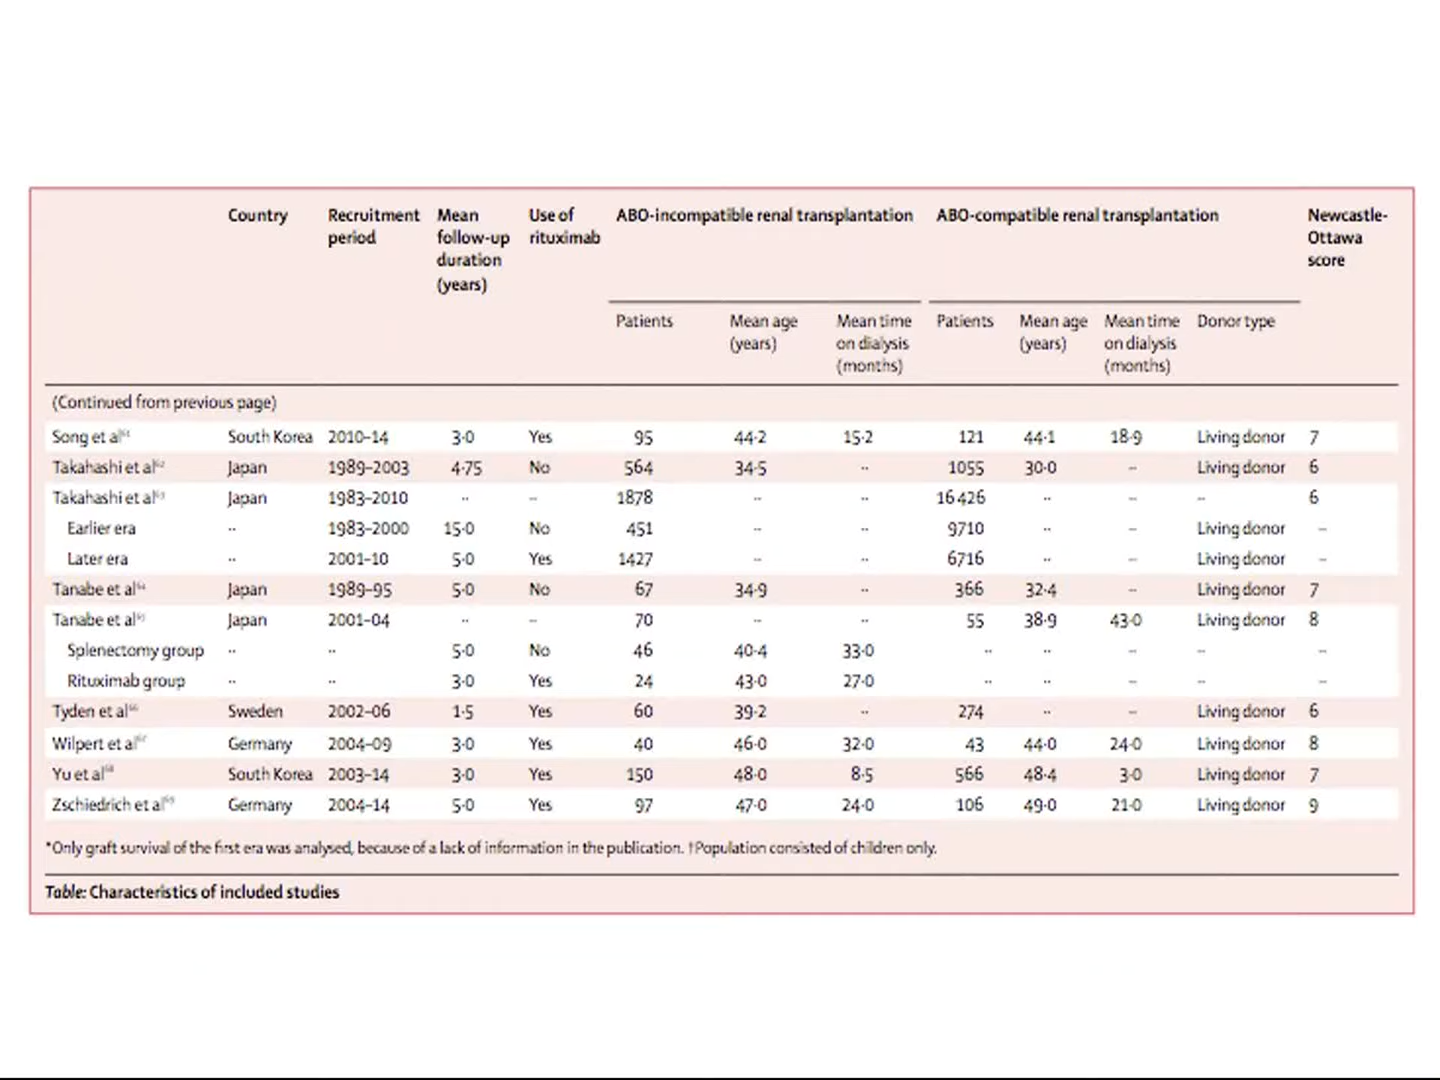 Country Recruitment period Mean follow-up duration (years) Use of rituximab ABO-incompatible renal transplantation ABO-compatible renal transplantation Newcastle-Ottawa score
Patients Mean age (years) Mean time on dialysis (months) Patients Mean age (years) Mean time on dialysis (months) Donor type
(Continued from previous page)
Song et al South Korea 2010–14 3·0 Yes 95 44·2 15·2 121 44·1 18·9 Living donor 7
Takahashi et al Japan 1989–2003 4·75 No 564 34·5 ·· 1055 30·0 ·· Living donor 6
Takahashi et al Japan 1983–2010 ·· ·· 1878 ·· ·· 16 426 ·· ·· ·· 6
Earlier era ·· 1983–2000 15·0 No 451 ·· ·· 9710 ·· ·· Living donor ··
Later era ·· 2001–10 5·0 Yes 1427 ·· ·· 6716 ·· ·· Living donor ··
Tanabe et al Japan 1989–95 5·0 No 67 34·9 ·· 366 32·4 ·· Living donor 7
Tanabe et al Japan 2001–04 ·· ·· 70 ·· ·· 55 38·9 43·0 Living donor 8
Splenectomy group ·· ·· 5·0 No 46 40·4 33·0 ·· ·· ·· ·· ··
Rituximab group ·· ·· 3·0 Yes 24 43·0 27·0 ·· ·· ·· ·· ··
Tyden et al Sweden 2002–06 1·5 Yes 60 39·2 ·· 274 ·· ·· Living donor 6
Wilpert et al Germany 2004–09 3·0 Yes 40 46·0 32·0 43 44·0 24·0 Living donor 8
Yu et al South Korea 2003–14 3·0 Yes 150 48·0 8·5 566 48·4 3·0 Living donor 7
Zschiedrich et al Germany 2004–14 5·0 Yes 97 47·0 24·0 106 49·0 21·0 Living donor 9
*Only graft survival of the first era was analysed, because of a lack of information in the publication. †Population consisted of children only.
Table: Characteristics of included studies